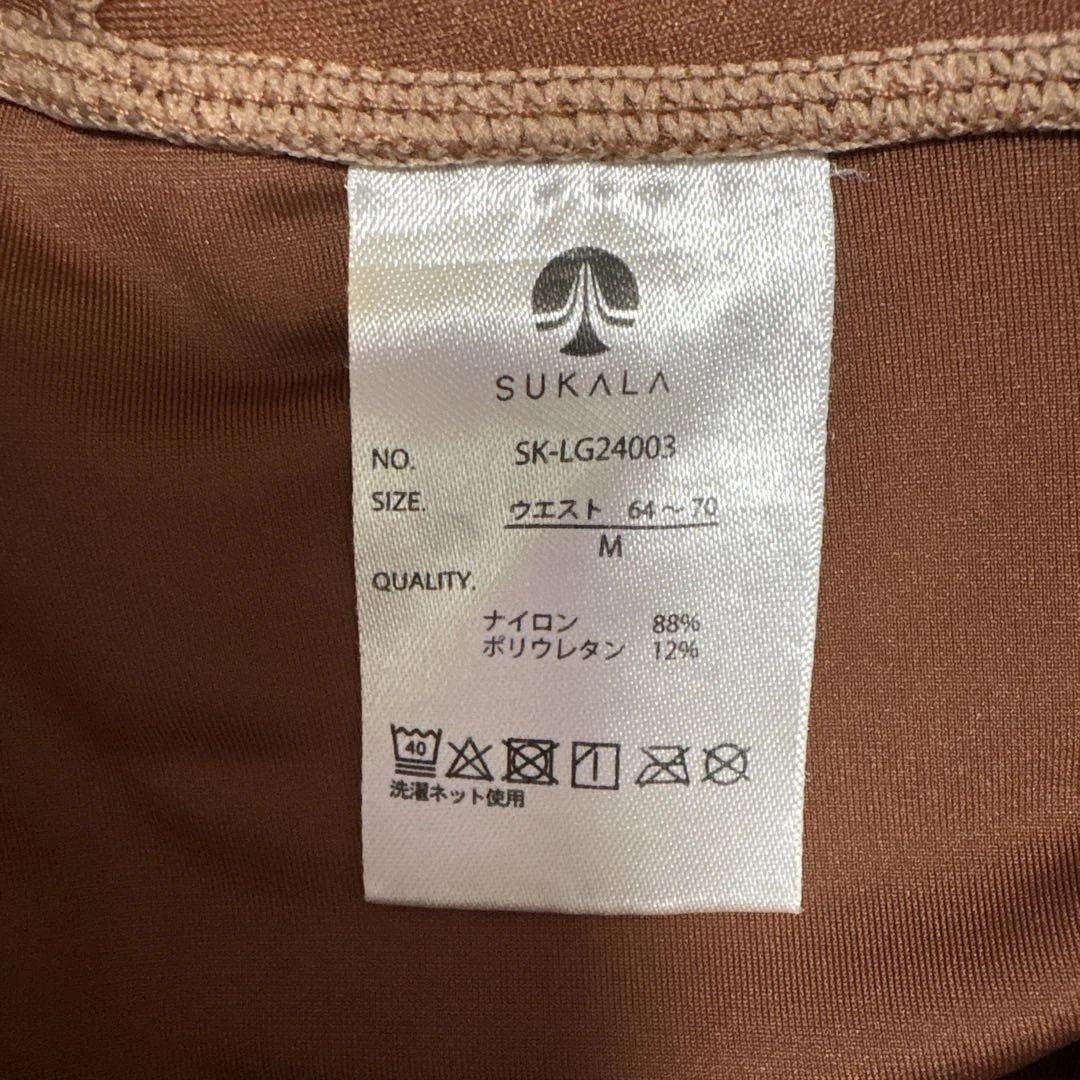 SUKALA
NO. SK-LG24003
SIZE. ウエスト 64～70
M
QUALITY.
ナイロン 88%
ポリウレタン 12%
40
洗濯ネット使用